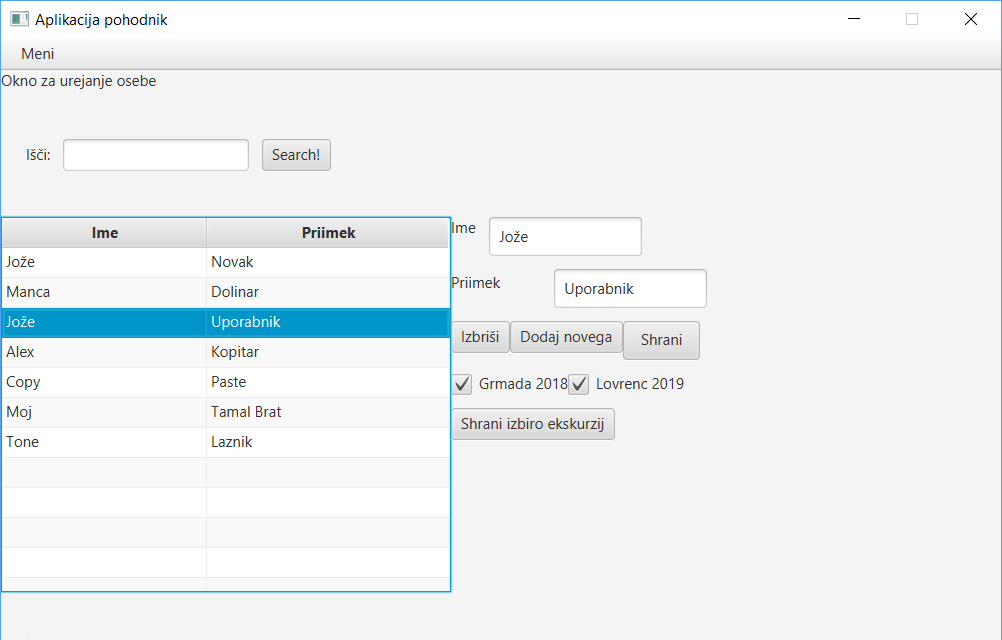 Aplikacija pohodnik
Meni
Okno za urejanje osebe
Išči: Search!
Ime Priimek
Jože Novak
Manca Dolinar
Jože Uporabnik
Alex Kopitar
Copy Paste
Moj Tamal Brat
Tone Laznik
Ime Jože
Priimek Uporabnik
Izbriši Dodaj novega Shrani
Grmada 2018 Lovrenc 2019
Shrani izbiro ekskurzij